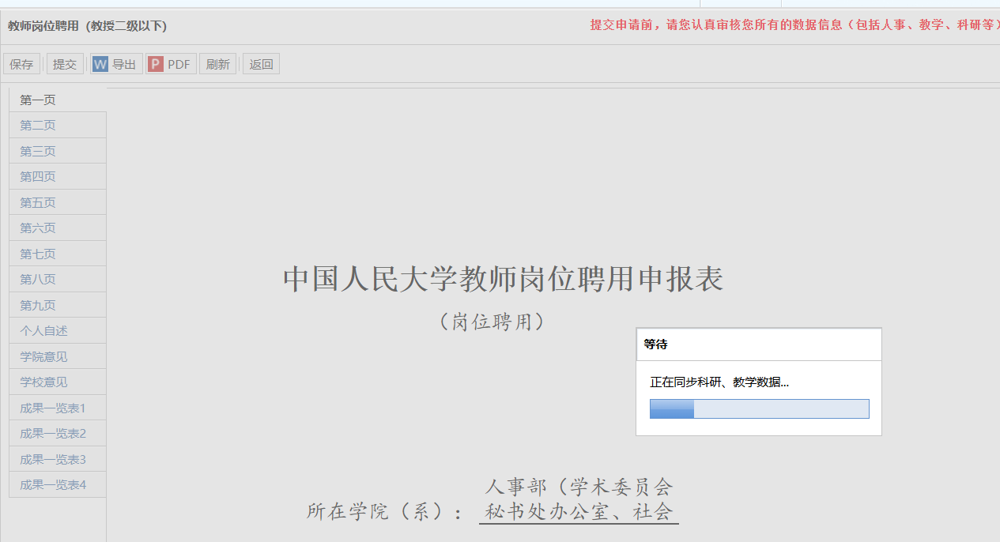 教师岗位聘用（教授二级以下）
提交申请前，请您认真审核您所有的数据信息（包括人事、教学、科研等）
保存 提交 W 导出 P PDF 刷新 返回
第一页
第二页
第三页
第四页
第五页
第六页
第七页
第八页
第九页
个人自述
学院意见
学校意见
成果一览表1
成果一览表2
成果一览表3
成果一览表4
中国人民大学教师岗位聘用申报表
（岗位聘用）
等待
正在同步科研、教学数据...
人事部（学术委员会
所在学院（系）： 秘书处办公室、社会